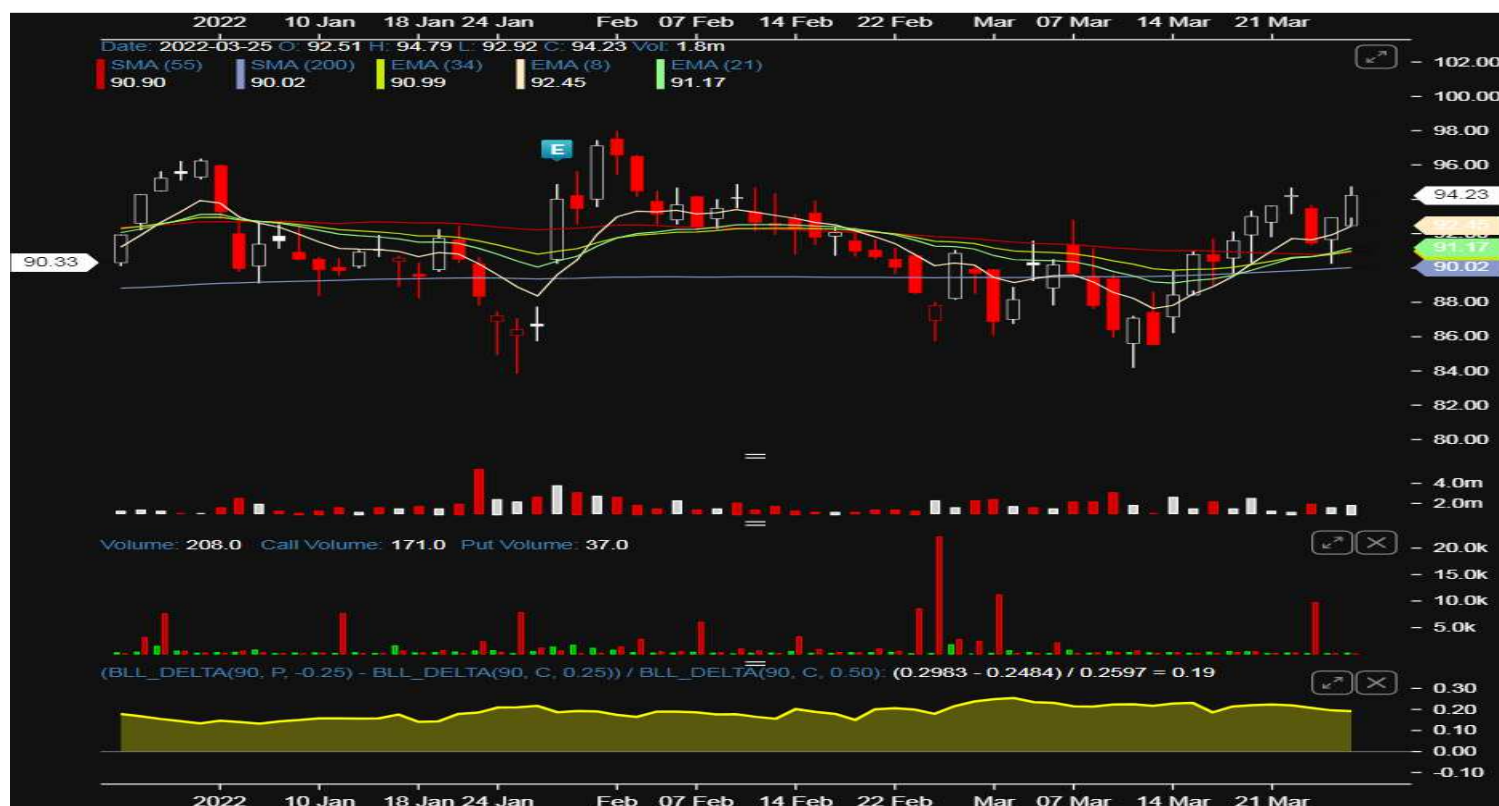 2022 10 Jan 18 Jan 24 Jan Feb 07 Feb 14 Feb 22 Feb Mar 07 Mar 14 Mar 21 Mar
Date: 2022-03-25 O: 92.51 H: 94.79 L: 92.92 C: 94.23 Vol: 1.8m
SMA (55) SMA (200) EMA (34) EMA (8) EMA (21)
90.90 90.02 90.99 92.45 91.17
102.00
100.00
98.00
E
96.00
94.23
92.45
91.17
90.33
90.02
88.00
86.00
84.00
82.00
80.00
4.0m
2.0m
Volume: 208.0 Call Volume: 171.0 Put Volume: 37.0
20.0k
15.0k
10.0k
5.0k
(BLL_DELTA(90, P, -0.25) - BLL_DELTA(90, C, 0.25)) / BLL_DELTA(90, C, 0.50): (0.2983 - 0.2484) / 0.2597 = 0.19
0.30
0.20
0.10
0.00
-0.10
2022 10 Jan 18 Jan 24 Jan Feb 07 Feb 14 Feb 22 Feb Mar 07 Mar 14 Mar 21 Mar